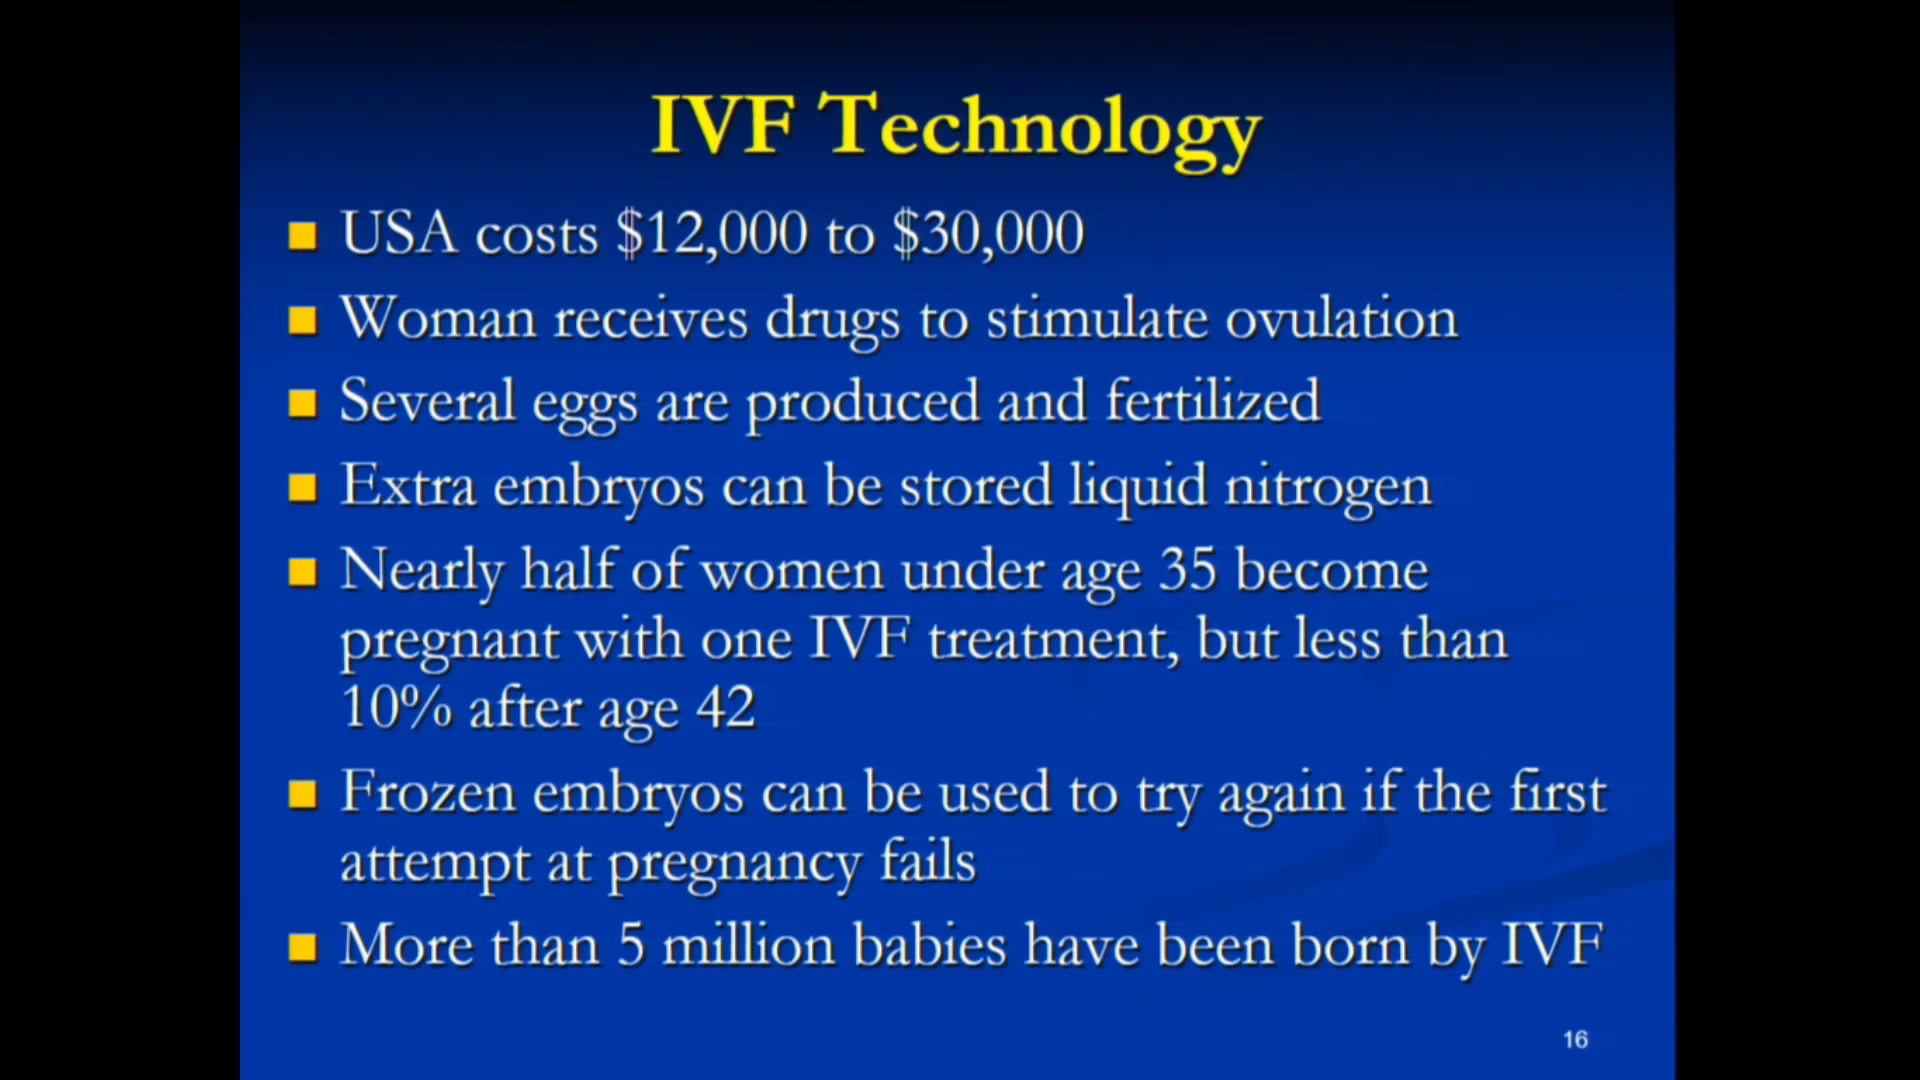 IVF Technology
USA costs $12,000 to $30,000
Woman receives drugs to stimulate ovulation
Several eggs are produced and fertilized
Extra embryos can be stored liquid nitrogen
Nearly half of women under age 35 become
pregnant with one IVF treatment, but less than
10% after age 42
Frozen embryos can be used to try again if the first
attempt at pregnancy fails
More than 5 million babies have been born by IVF
16